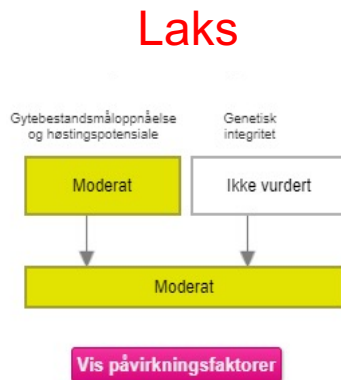 Laks
Gytebestandsmåloppnåelse
og høstingspotensiale
Genetisk
integritet
Moderat
Ikke vurdert
Moderat
Vis påvirkningsfaktorer